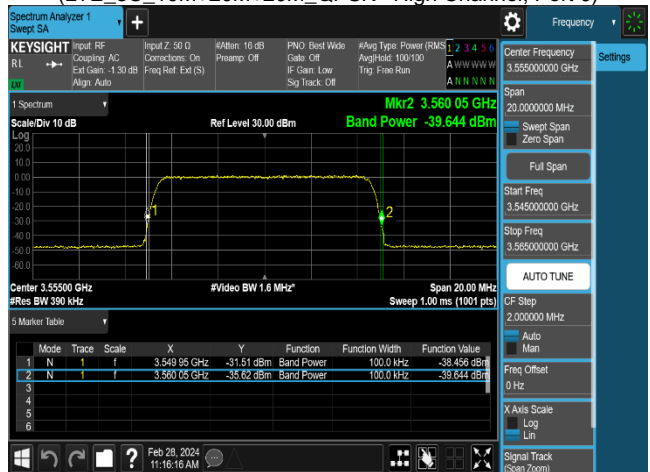 (LTE_5S_10M+20M+20M_QPSK - High Channel, Port 3)
Spectrum Analyzer 1
Swept SA
Frequency
KEYSIGHT
RL
Input: RF
Coupling: AC
Ext Gain: -1.30 dB
Align: Auto
Input Z: 50 Ω
Corrections: On
Freq Ref: Ext (S)
#Atten: 16 dB
Preamp: Off
PNO: Best Wide
Gate: Off
IF Gain: Low
Sig Track: Off
#Avg Type: Power (RMS
Avg|Hold: 100/100
Trig: Free Run
1 2 3 4 5 6
A W W W W W
A N N N N N
Settings
Center Frequency
3.555000000 GHz
Span
20.0000000 MHz
Swept Span
Zero Span
Full Span
Start Freq
3.545000000 GHz
Stop Freq
3.565000000 GHz
AUTO TUNE
CF Step
2.000000 MHz
Auto
Man
Freq Offset
0 Hz
X Axis Scale
Log
Lin
Signal Track
(Span Zoom)
1 Spectrum
Scale/Div 10 dB
Ref Level 30.00 dBm
Mkr2 3.560 05 GHz
Band Power -39.644 dBm
Log
20.0
10.0
0.00
-10.0
-20.0
-30.0
-40.0
-50.0
-60.0
1
2
Center 3.55500 GHz
#Res BW 390 kHz
#Video BW 1.6 MHz*
Span 20.00 MHz
Sweep 1.00 ms (1001 pts)
5 Marker Table
Mode Trace Scale X Y Function Function Width Function Value
1 N 1 f 3.549 95 GHz -31.51 dBm Band Power 100.0 kHz -38.456 dBm
2 N 1 f 3.560 05 GHz -35.62 dBm Band Power 100.0 kHz -39.644 dBm
3
4
5
6
?
Feb 28, 2024
11:16:16 AM